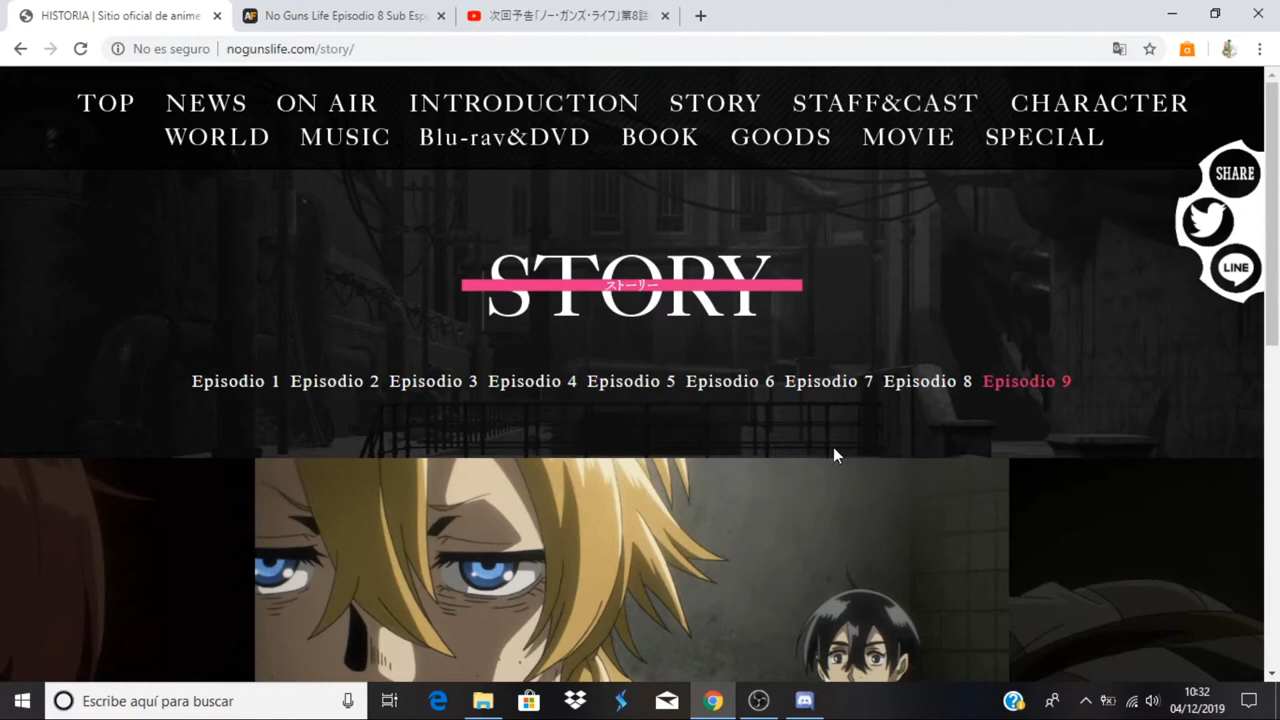 HISTORIA | Sitio oficial de anime
No Guns Life Episodio 8 Sub Esp
次回予告「ノー・ガンズ・ライフ」第8話
No es seguro
nogunslife.com/story/
TOP NEWS ON AIR INTRODUCTION STORY STAFF&CAST CHARACTER
WORLD MUSIC Blu-ray&DVD BOOK GOODS MOVIE SPECIAL
SHARE
LINE
STORY
ストーリー
Episodio 1 Episodio 2 Episodio 3 Episodio 4 Episodio 5 Episodio 6 Episodio 7 Episodio 8 Episodio 9
Escribe aquí para buscar
10:32
04/12/2019